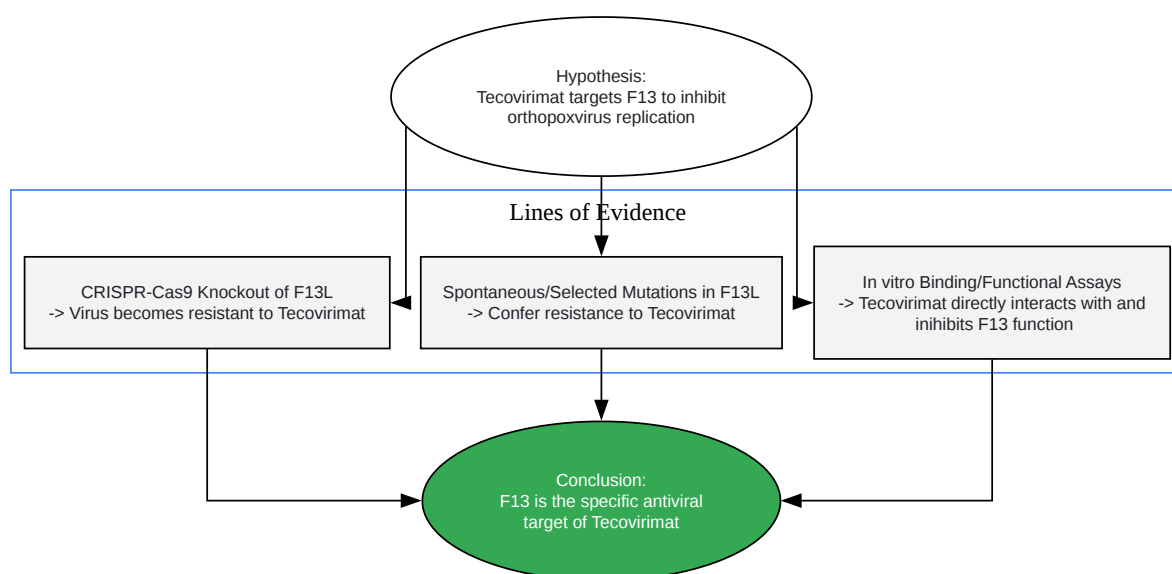 Hypothesis:
Tecovirimat targets F13 to inhibit
orthopoxvirus replication
Lines of Evidence
CRISPR-Cas9 Knockout of F13L
-> Virus becomes resistant to Tecovirimat
Spontaneous/Selected Mutations in F13L
-> Confer resistance to Tecovirimat
In vitro Binding/Functional Assays
-> Tecovirimat directly interacts with and
inihibits F13 function
Conclusion:
F13 is the specific antiviral
target of Tecovirimat